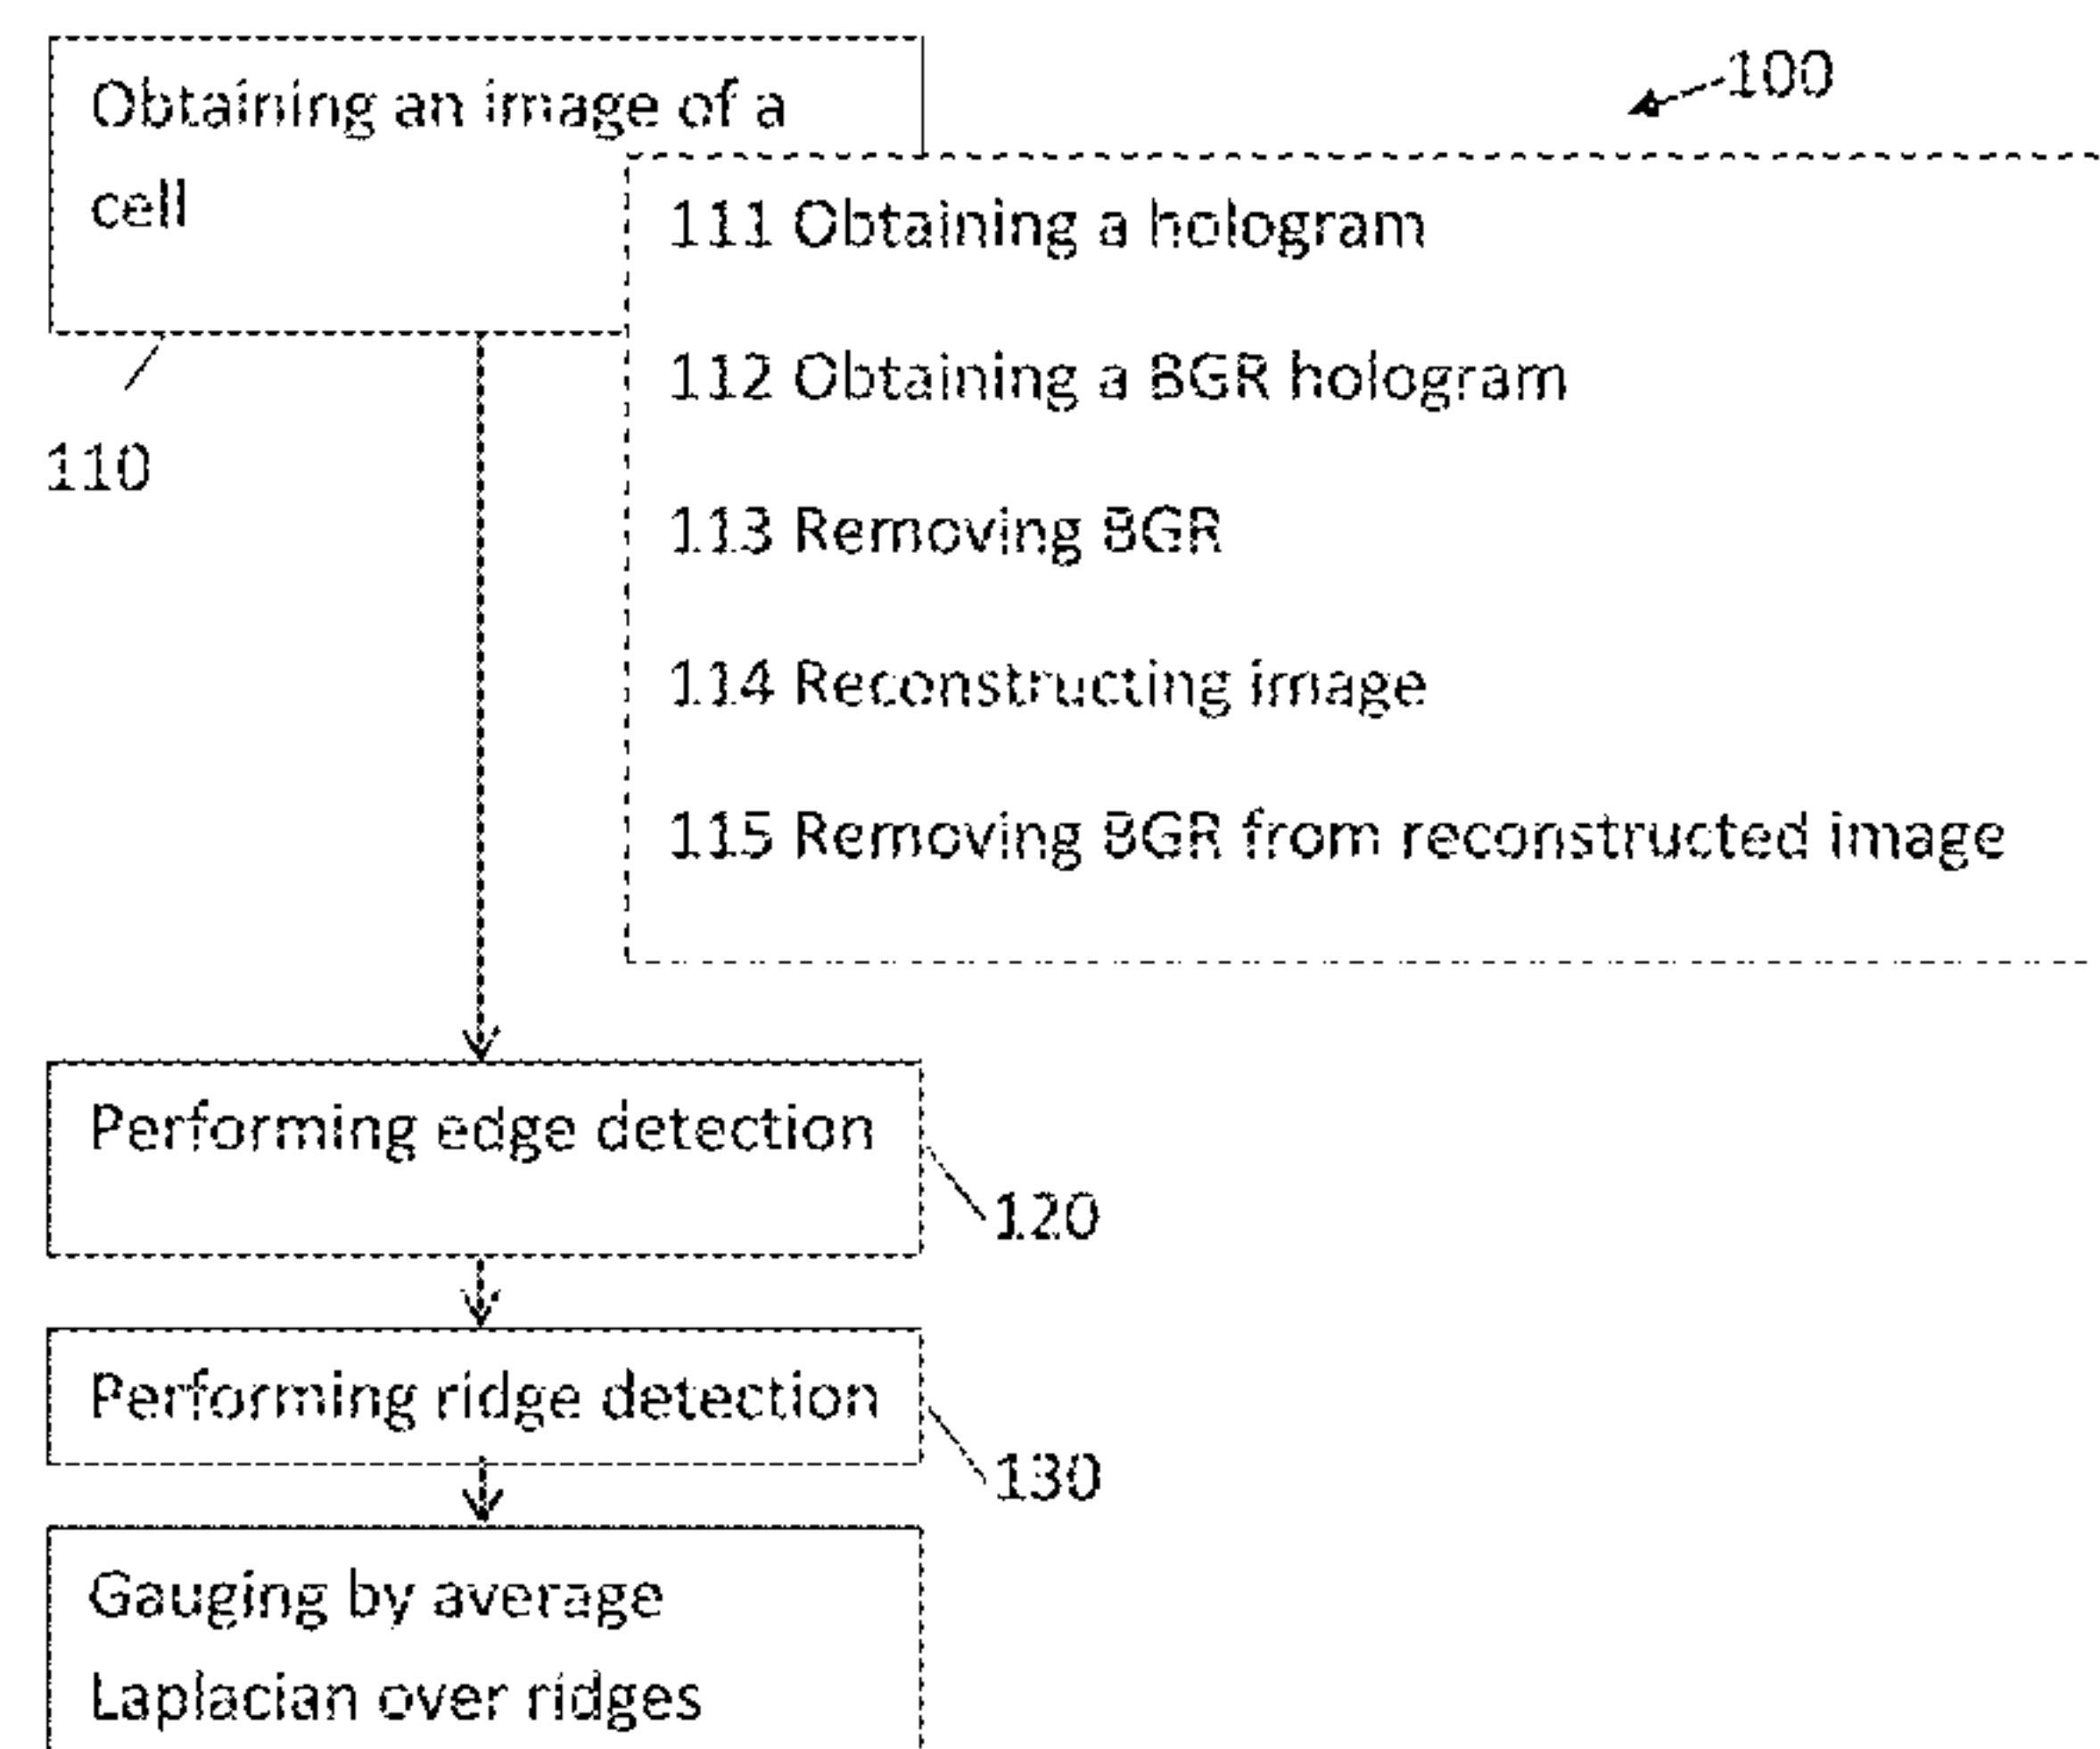 100
Obtaining an image of a
cell
110
111 Obtaining a hologram
112 Obtaining a BGR hologram
113 Removing BGR
114 Reconstructing image
115 Removing BGR from reconstructed image
Performing edge detection
120
Performing ridge detection
130
Gauging by average
Laplacian over ridges